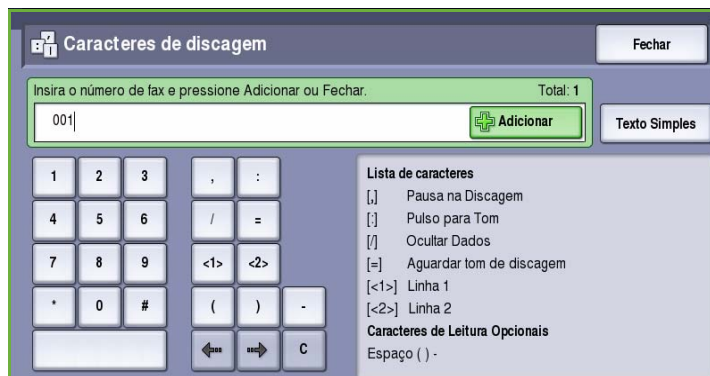 Caracteres de discagem
Fechar
Insira o número de fax e pressione Adicionar ou Fechar.
Total: 1
001
Adicionar
Texto Simples
1 2 3 , :
4 5 6 / =
7 8 9 <1> <2>
* 0 # ( ) -
C
Lista de caracteres
[,] Pausa na Discagem
[:] Pulso para Tom
[/] Ocultar Dados
[=] Aguardar tom de discagem
[<1>] Linha 1
[<2>] Linha 2
Caracteres de Leitura Opcionais
Espaço ( ) -